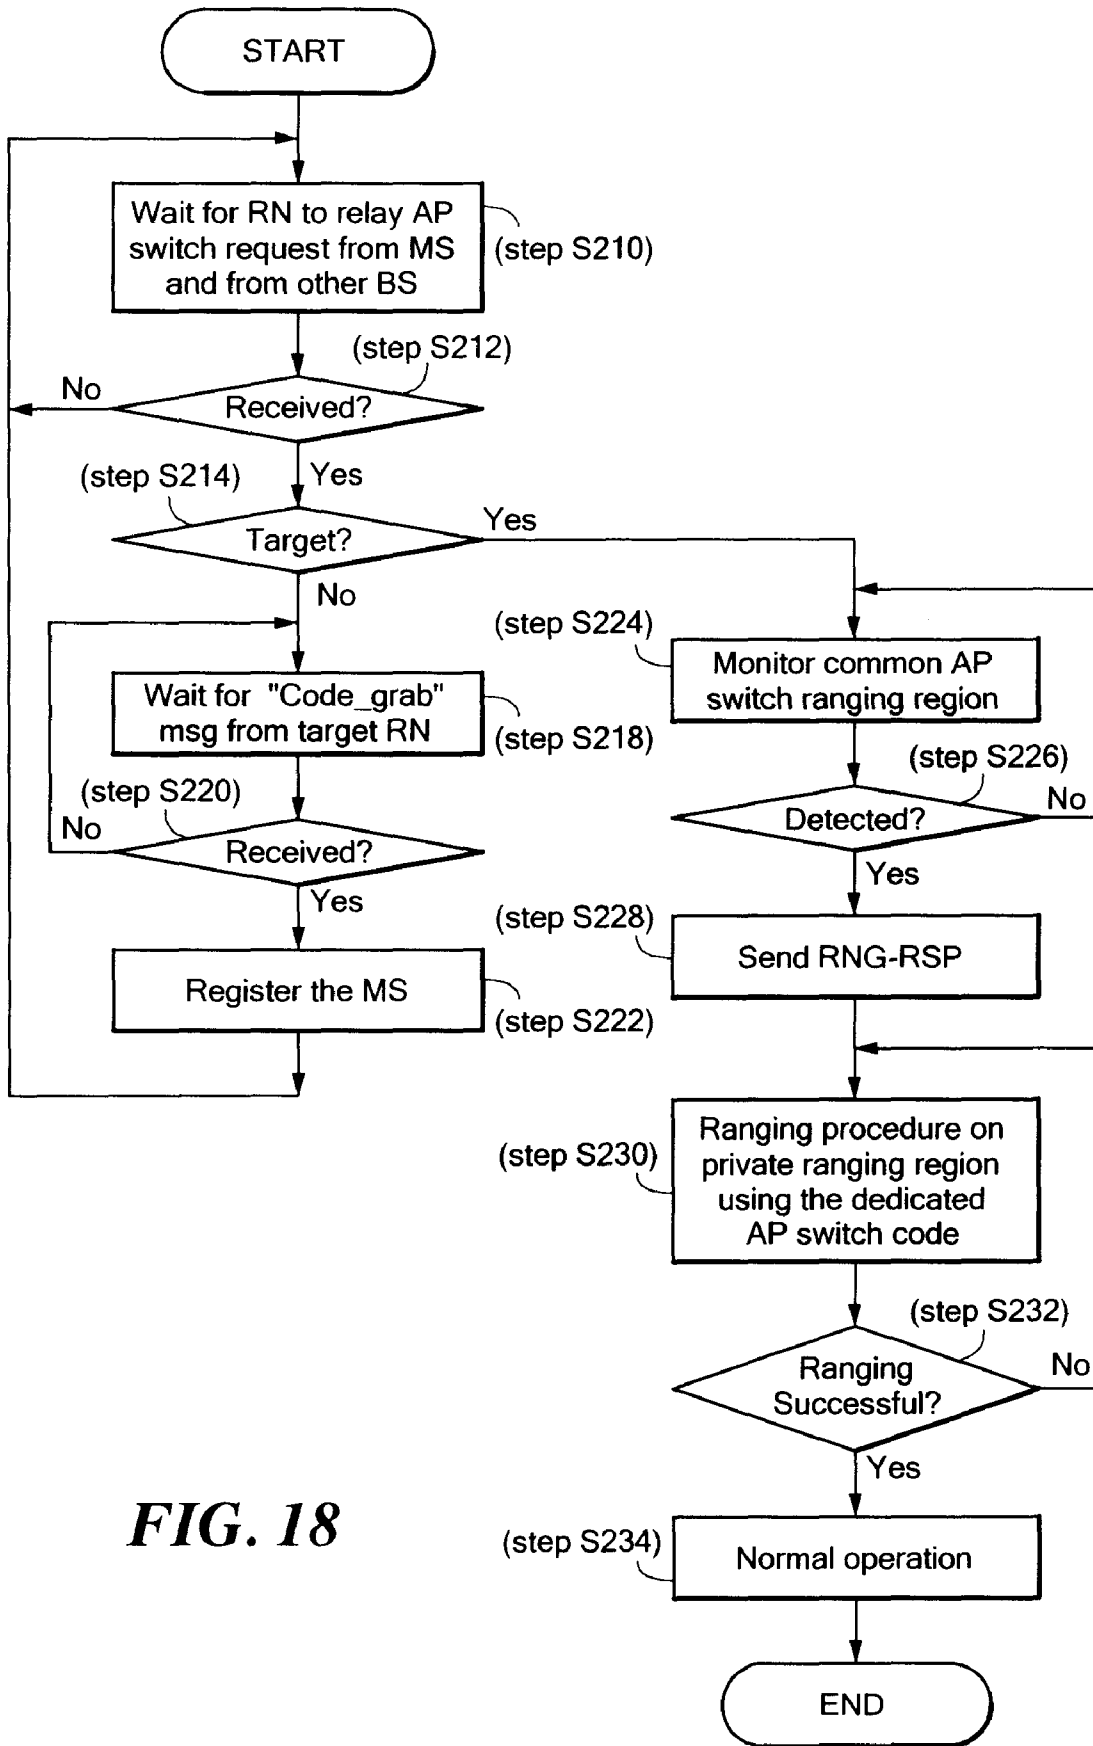 START
Wait for RN to relay AP
switch request from MS
and from other BS
(step S210)
(step S212)
No
Received?
Yes
(step S214)
Target?
Yes
No
(step S224)
Monitor common AP
switch ranging region
Wait for "Code_grab"
msg from target RN
(step S218)
(step S226)
(step S220)
No
Received?
Detected?
No
Yes
Yes
(step S228)
Send RNG-RSP
Register the MS
(step S222)
(step S230)
Ranging procedure on
private ranging region
using the dedicated
AP switch code
(step S232)
Ranging
Successful?
No
Yes
FIG. 18
(step S234)
Normal operation
END